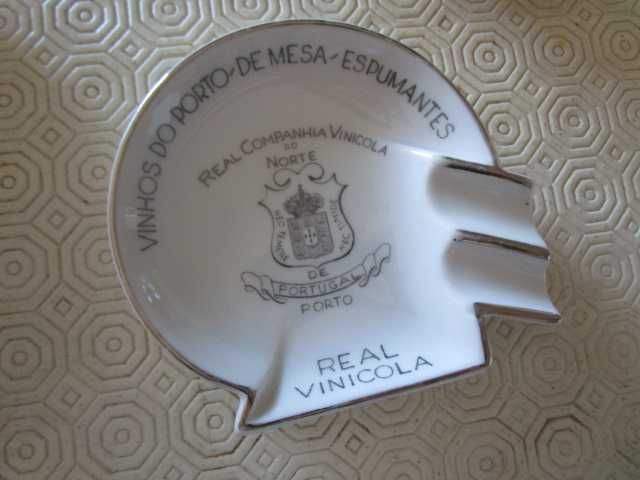 VINHOS DO PORTO-DE MESA-ESPUMANTES
REAL COMPANHIA VINICOLA
DO
NORTE
DE
PORTUGAL
PORTO
REAL
VINICOLA